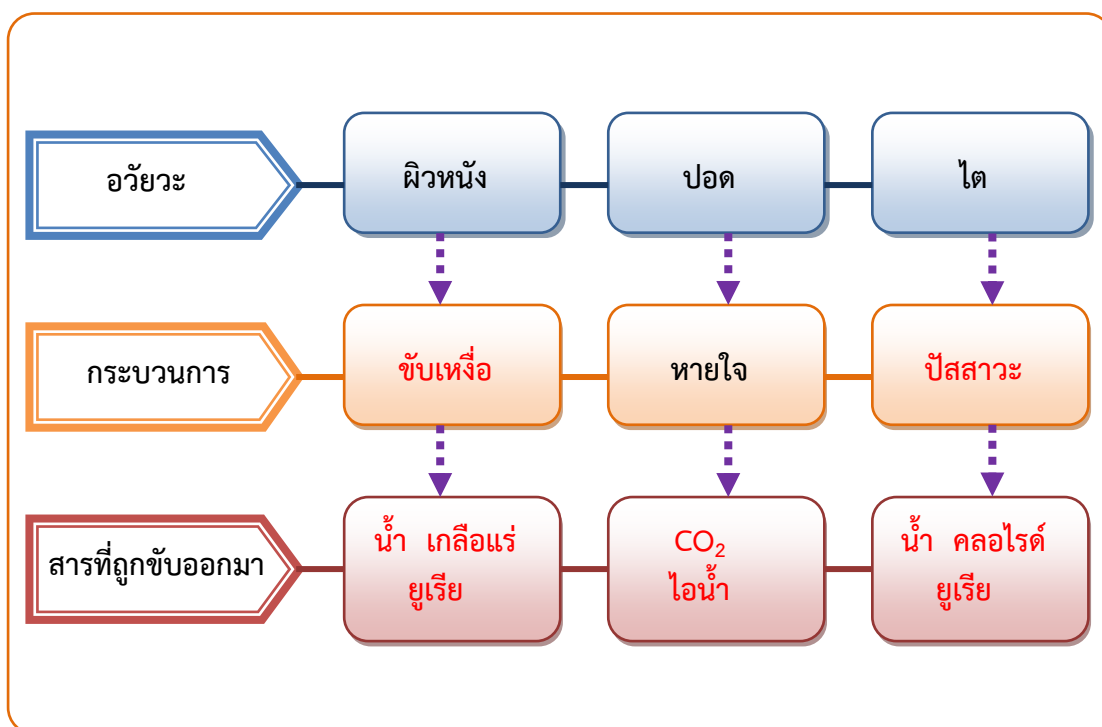 อวัยวะ ผิวหนัง ปอด ไต
กระบวนการ ขับเหงื่อ หายใจ ปัสสาวะ
สารที่ถูกขับออกมา
น้ำ เกลือแร่
ยูเรีย
CO₂
ไอน้ำ
น้ำ คลอไรด์
ยูเรีย